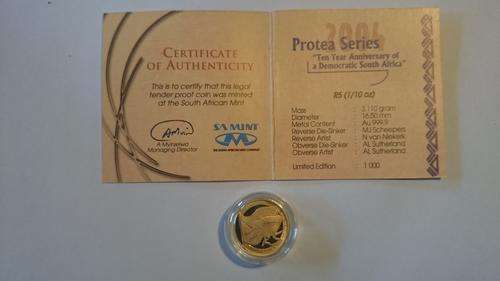 CERTIFICATE
OF AUTHENTICITY
This is to certify that this legal
tender proof coin was minted
at the South African Mint
Managing Director
SA MINT
2004
Protea Series
"Ten Year Anniversary of
a Democratic South Africa"
R5 (1/10 oz)
Mass : 3.110 gram
Diameter : 16.50 mm
Metal Content : Au 999.9
Reverse Die-Sinker : MJ Scheepers
Reverse Artist : N van Niekerk
Obverse Die-Sinker : AL Sutherland
Obverse Artist : AL Sutherland
Limited Edition : 1 000